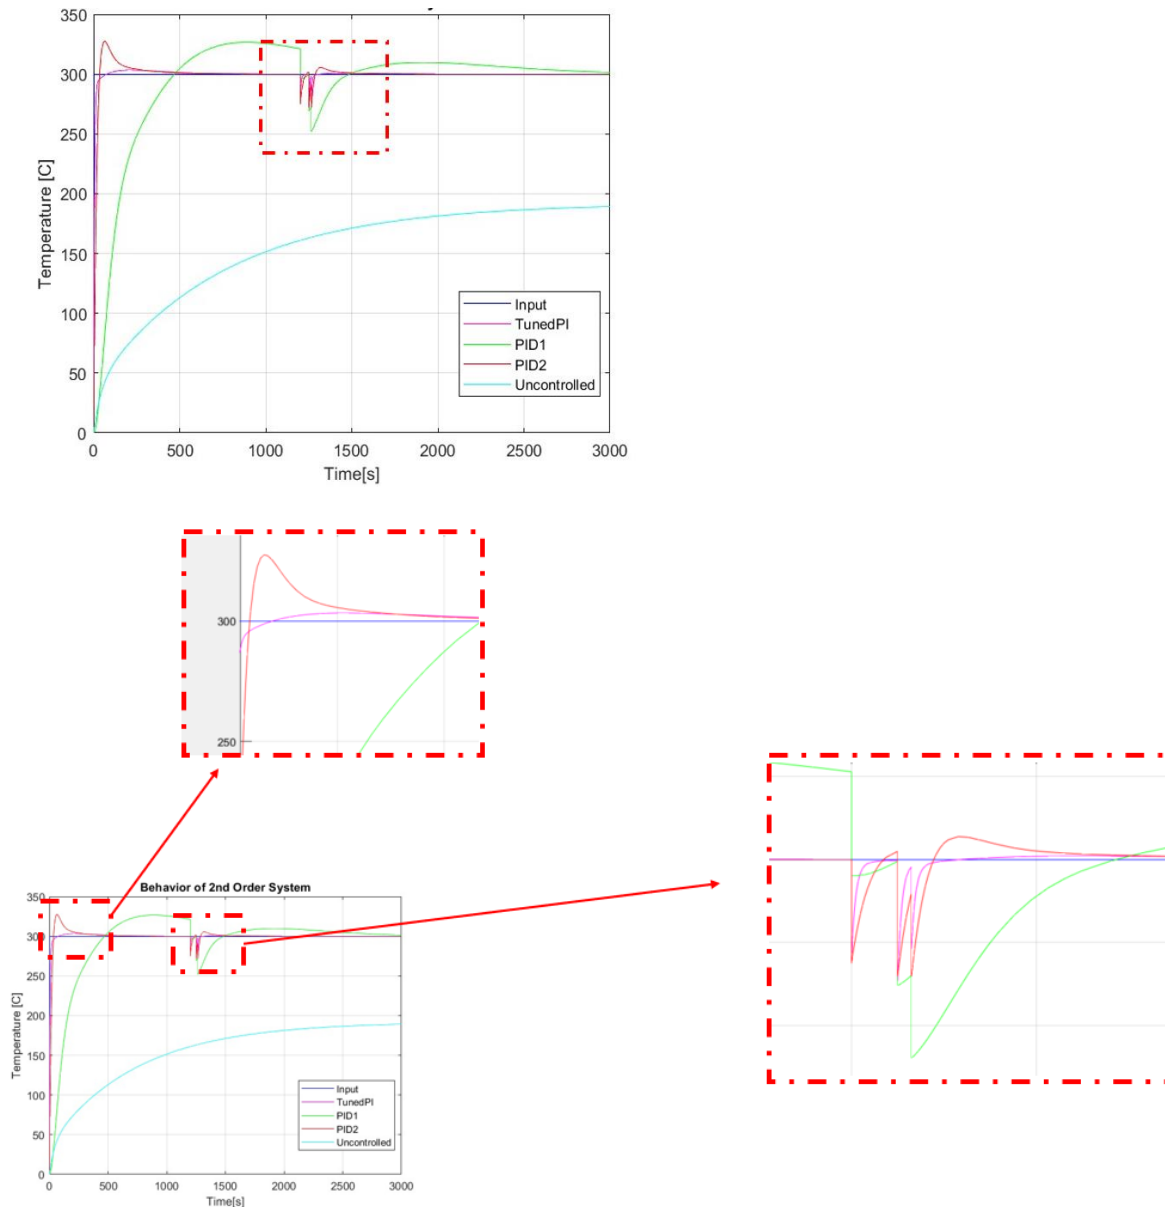 350
300
250
200
150
100
50
0
Temperature [C]
Input
TunedPI
PID1
PID2
Uncontrolled
0 500 1000 1500 2000 2500 3000
Time[s]
300
250
Behavior of 2nd Order System
350
300
250
200
150
100
50
0
Temperature [C]
Input
TunedPI
PID1
PID2
Uncontrolled
0 500 1000 1500 2000 2500 3000
Time[s]